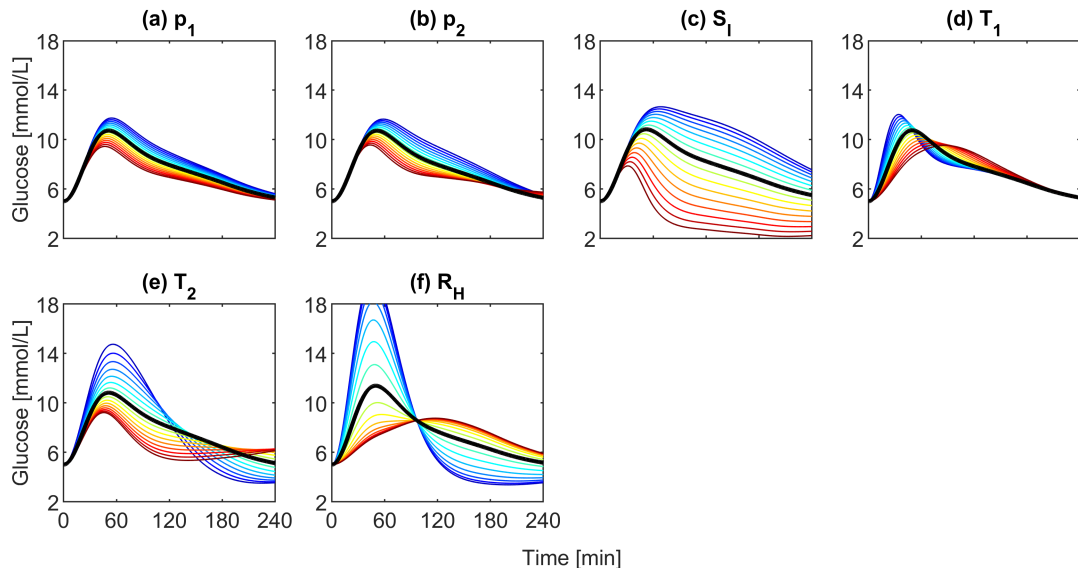 (a) p1 (b) p2 (c) SI (d) T1
18 18 18 18
14 14 14 14
10 10 10 10
6 6 6 6
2 2 2 2
Glucose [mmol/L]
(e) T2 (f) RH
18 18
14 14
10 10
6 6
2 2
Glucose [mmol/L]
0 60 120 180 240 0 60 120 180 240
Time [min]